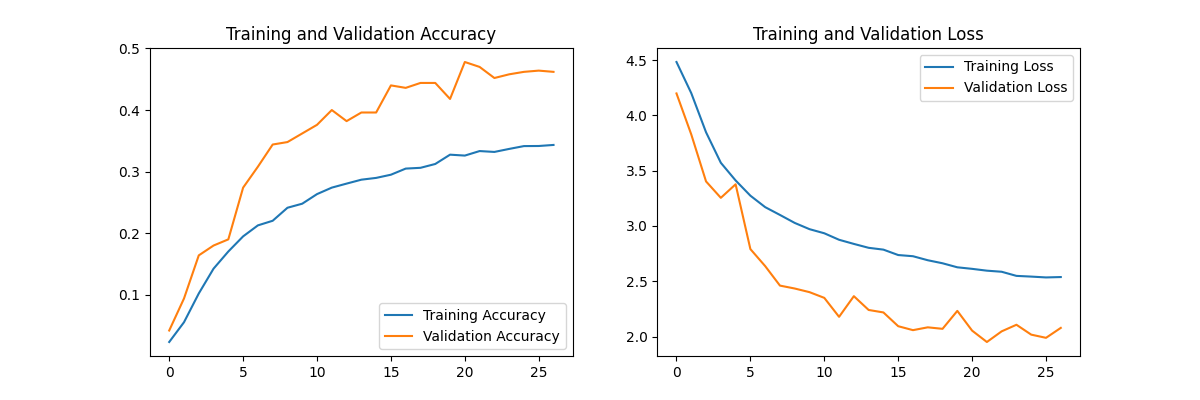 Training and Validation Accuracy
0.5
0.4
0.3
0.2
0.1
0 5 10 15 20 25
Training Accuracy
Validation Accuracy
Training and Validation Loss
4.5
4.0
3.5
3.0
2.5
2.0
0 5 10 15 20 25
Training Loss
Validation Loss